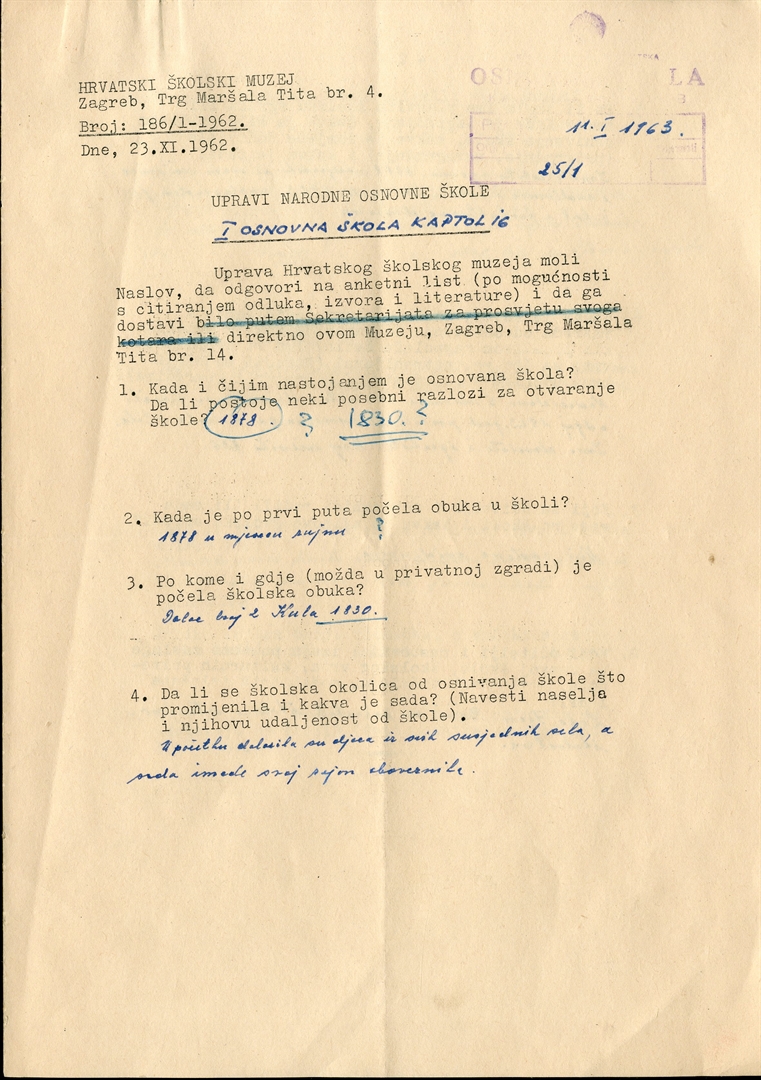 HRVATSKI ŠKOLSKI MUZEJ
Zagreb, Trg Maršala Tita br. 4.
Broj: 186/1-1962.
Dne, 23.XI.1962.
11. I 1963.
25/1
UPRAVI NARODNE OSNOVNE ŠKOLE
I OSNOVNA ŠKOLA KAPTOL 16
Uprava Hrvatskog školskog muzeja moli
Naslov, da odgovori na anketni list (po mogućnosti
s citiranjem odluka, izvora i literature) i da ga
dostavi bilo putem Sekretarijata za prosvjetu svoga
kotara ili direktno ovom Muzeju, Zagreb, Trg Maršala
Tita br. 14.
1. Kada i čijim nastojanjem je osnovana škola?
Da li postoje neki posebni razlozi za otvaranje
škole? 1878. ? 1830. ?
2. Kada je po prvi puta počela obuka u školi?
1878 u mjesecu rujnu ?
3. Po kome i gdje (možda u privatnoj zgradi) je
počela školska obuka?
Dolac broj 2 Kula 1830.
4. Da li se školska okolica od osnivanja škole što
promijenila i kakva je sada? (Navesti naselja
i njihovu udaljenost od škole).
U početku dolazila su djeca iz svih susjednih sela, a
sada imade svoj rejon